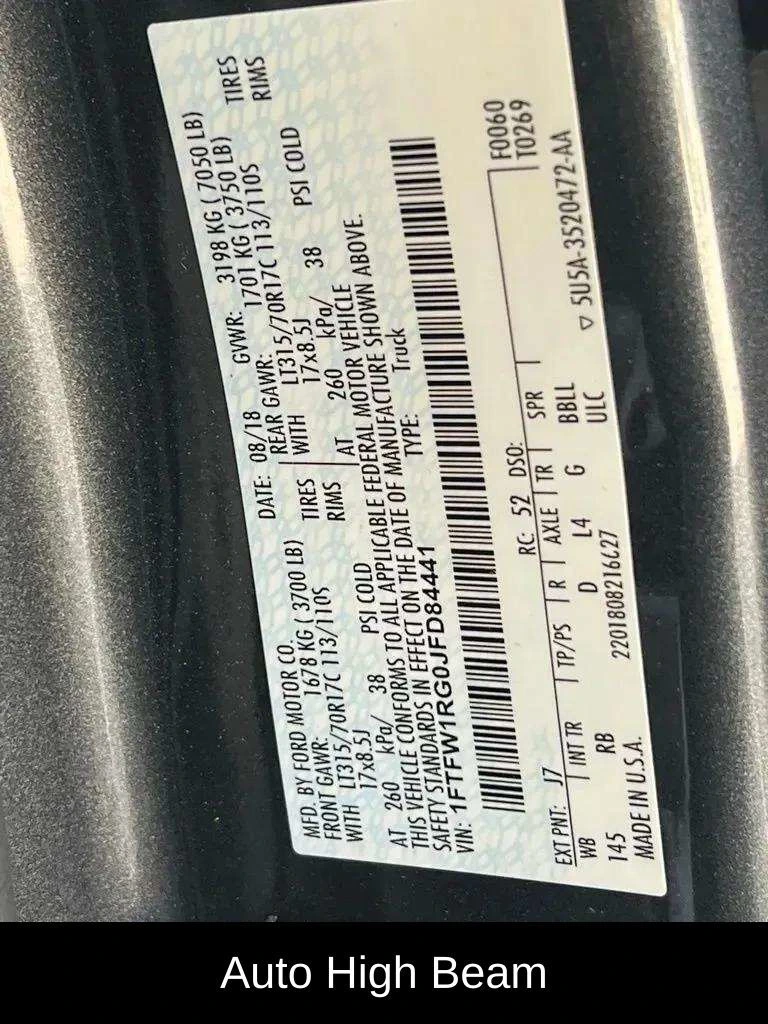 MFD. BY FORD MOTOR CO. DATE: 08/18 GVWR: 3198 KG ( 7050 LB)
FRONT GAWR: 1678 KG ( 3700 LB) REAR GAWR: 1701 KG ( 3750 LB)
WITH LT315/70R17C 113/110S TIRES WITH LT315/70R17C 113/110S TIRES
17x8.5J RIMS 17x8.5J RIMS
AT 260 kPa/ 38 PSI COLD AT 260 kPa/ 38 PSI COLD
THIS VEHICLE CONFORMS TO ALL APPLICABLE FEDERAL MOTOR VEHICLE
SAFETY STANDARDS IN EFFECT ON THE DATE OF MANUFACTURE SHOWN ABOVE.
VIN: 1FTFW1RG0JFD84441 TYPE: Truck
F0060
T0269
EXT PNT: J7 RC: 52 DSO:
WB INT TR TP/PS R AXLE TR SPR
145 RB D L4 G BBLL
ULC
MADE IN U.S.A. 2201808216C27 ▽ 5U5A-3520472-AA
Auto High Beam